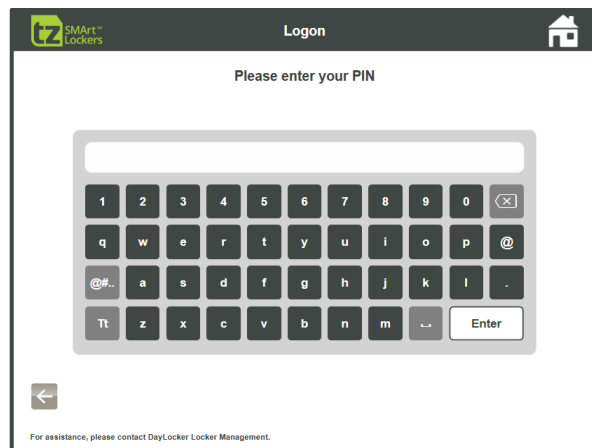 tz SMArt™
Lockers
Logon
Please enter your PIN
1 2 3 4 5 6 7 8 9 0
q w e r t y u i o p @
@#.. a s d f g h j k l .
Tt z x c v b n m Enter
For assistance, please contact DayLocker Locker Management.